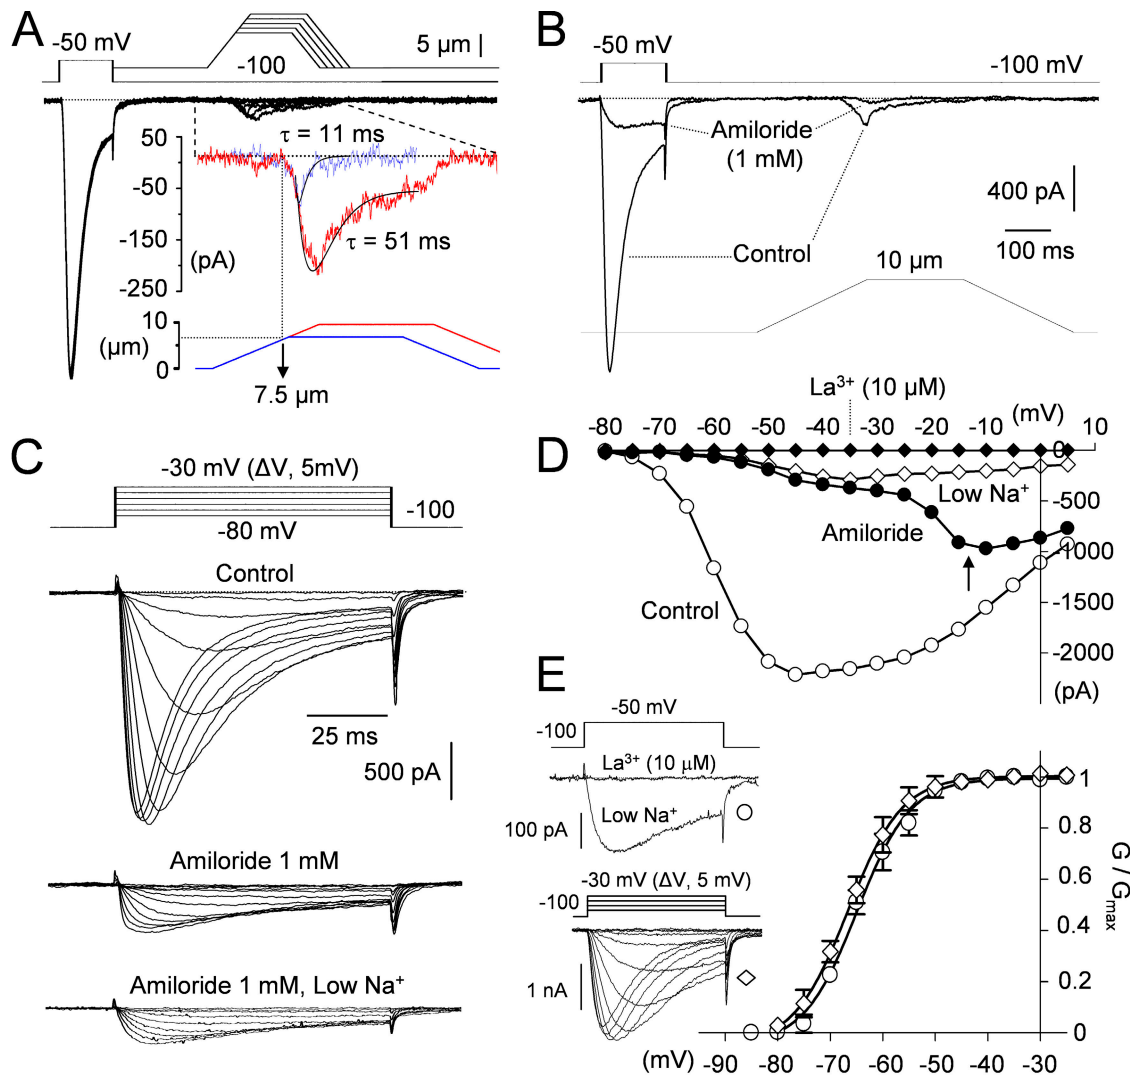 A
-50 mV
5 µm
-100
50
τ = 11 ms
-50
-150
τ = 51 ms
(pA)
-250
10
(µm)
0
7.5 µm
B
-50 mV
-100 mV
Amiloride
(1 mM)
400 pA
Control
100 ms
10 µm
C
-30 mV (ΔV, 5mV)
-100
-80 mV
Control
25 ms
500 pA
Amiloride 1 mM
Amiloride 1 mM, Low Na⁺
D
La³⁺ (10 µM)
(mV)
-80 -70 -60 -50 -40 -30 -20 -10 10
0
Low Na⁺
-500
Amiloride
-1000
Control
-1500
-2000
(pA)
E
-50 mV
-100
La³⁺ (10 µM)
Low Na⁺
100 pA
-30 mV (ΔV, 5 mV)
-100
1 nA
1
0.8
0.6
0.4
0.2
0
G / Gmax
(mV) -90 -80 -70 -60 -50 -40 -30